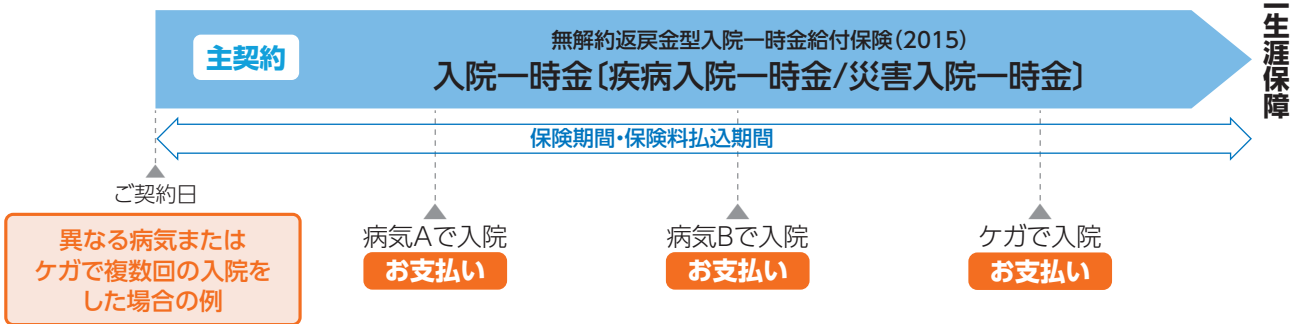 主契約
無解約返戻金型入院一時金給付保険(2015)
入院一時金〔疾病入院一時金/災害入院一時金〕
一生涯保障
保険期間・保険料払込期間
ご契約日
異なる病気または
ケガで複数回の入院を
した場合の例
病気Aで入院
お支払い
病気Bで入院
お支払い
ケガで入院
お支払い